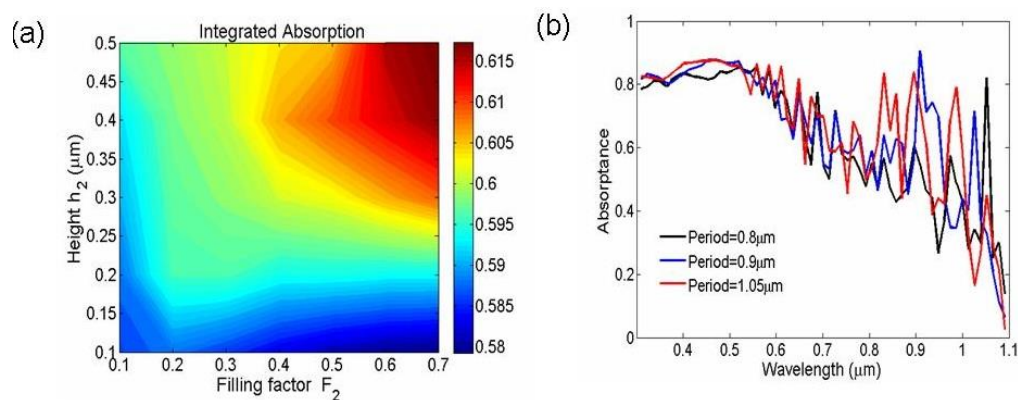 (a)
Integrated Absorption
0.5
0.45
0.4
0.35
0.3
0.25
0.2
0.15
0.1
Height h₂ (μm)
0.1 0.2 0.3 0.4 0.5 0.6 0.7
Filling factor F₂
0.615
0.61
0.605
0.6
0.595
0.59
0.585
0.58
(b)
1
0.8
0.6
0.4
0.2
0
Absorptance
Period=0.8μm
Period=0.9μm
Period=1.05μm
0.4 0.5 0.6 0.7 0.8 0.9 1 1.1
Wavelength (μm)